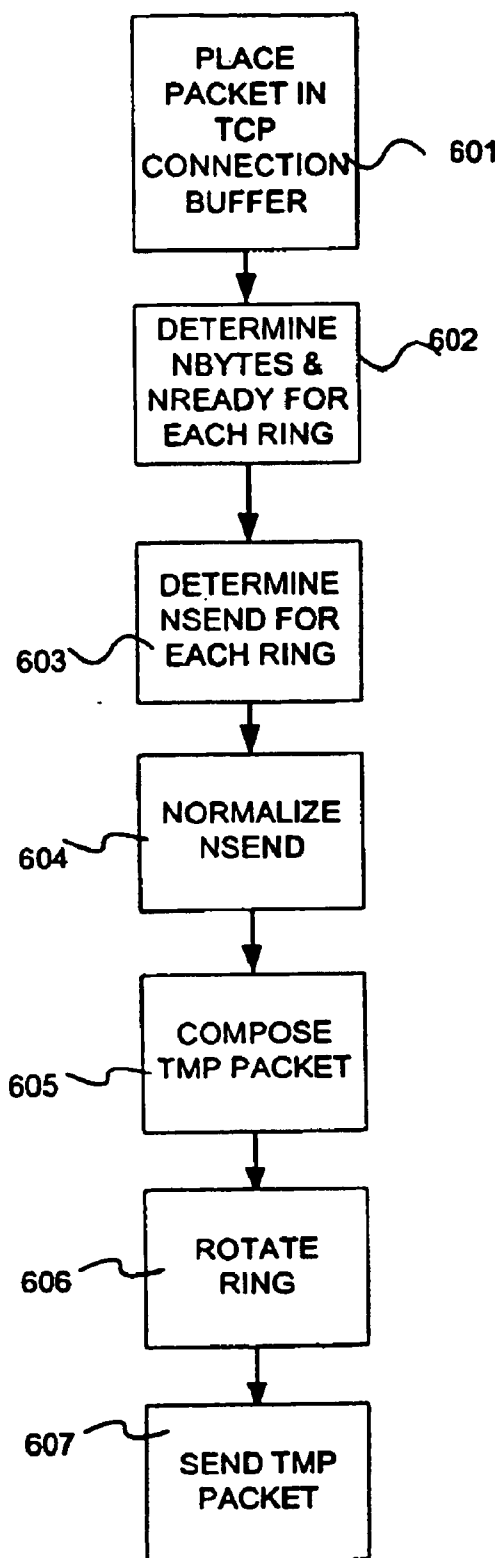 PLACE
PACKET IN
TCP
CONNECTION
BUFFER
601
DETERMINE
NBYTES &
NREADY FOR
EACH RING
602
DETERMINE
NSEND FOR
EACH RING
603
NORMALIZE
NSEND
604
COMPOSE
TMP PACKET
605
ROTATE
RING
606
607
SEND TMP
PACKET